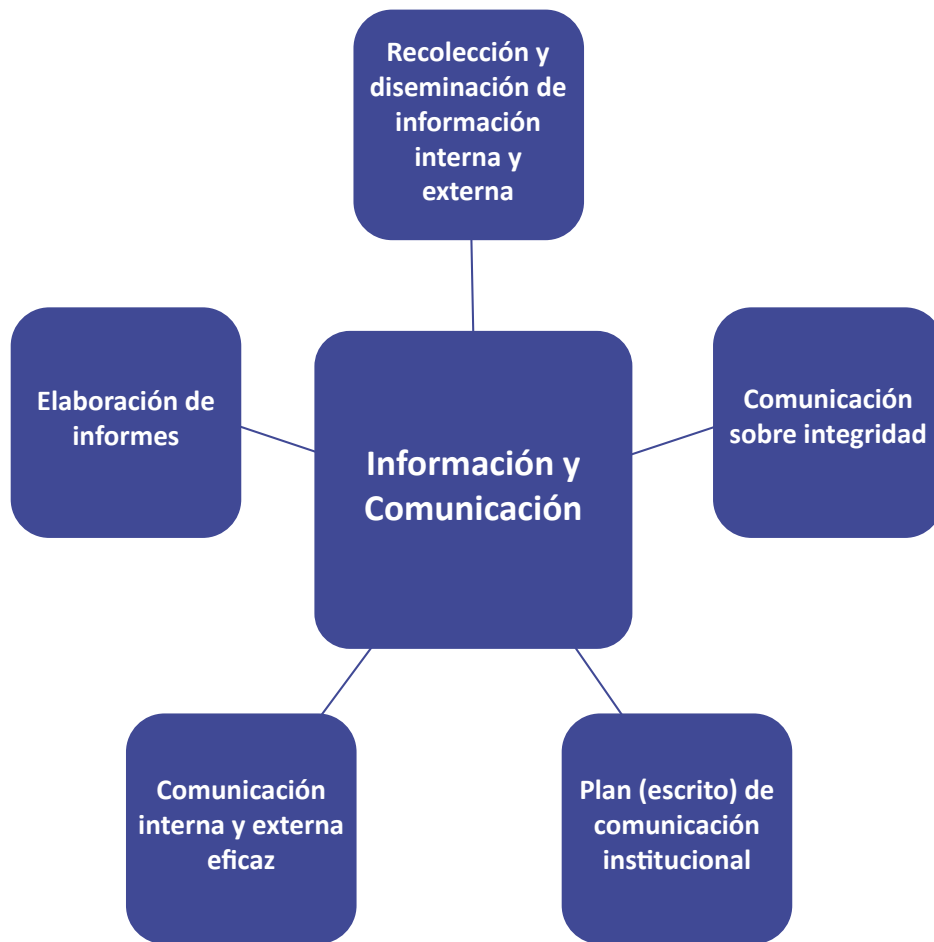 Recolección y
diseminación de
información
interna y
externa
Elaboración de
informes
Información y
Comunicación
Comunicación
sobre integridad
Comunicación
interna y externa
eficaz
Plan (escrito) de
comunicación
institucional